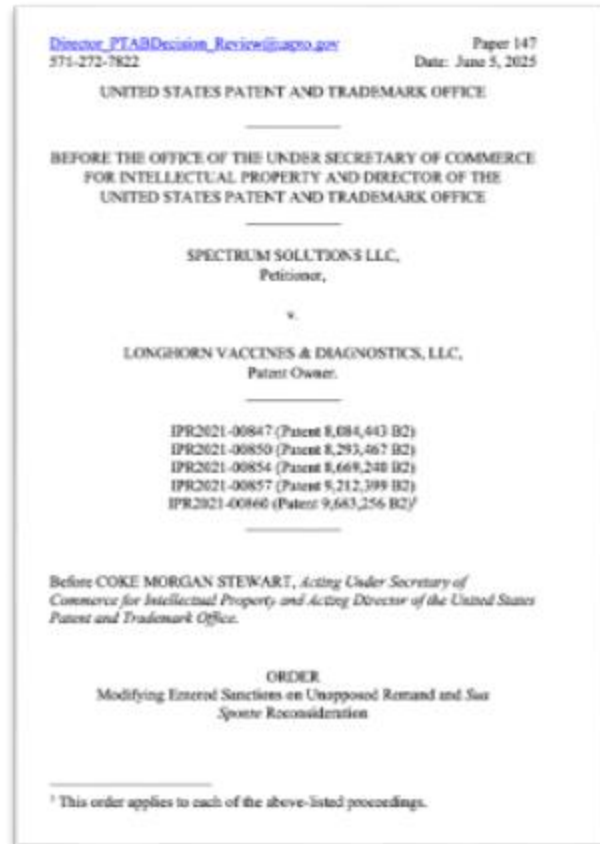 Director_PTABDecision_Review@uspto.gov Paper 147
571-272-7822 Date: June 5, 2025
UNITED STATES PATENT AND TRADEMARK OFFICE
BEFORE THE OFFICE OF THE UNDER SECRETARY OF COMMERCE
FOR INTELLECTUAL PROPERTY AND DIRECTOR OF THE
UNITED STATES PATENT AND TRADEMARK OFFICE
SPECTRUM SOLUTIONS LLC,
Petitioner,
v.
LONGHORN VACCINES & DIAGNOSTICS, LLC,
Patent Owner.
IPR2021-00847 (Patent 8,084,443 B2)
IPR2021-00850 (Patent 8,293,467 B2)
IPR2021-00854 (Patent 8,669,240 B2)
IPR2021-00857 (Patent 9,212,399 B2)
IPR2021-00860 (Patent 9,683,256 B2)¹
Before COKE MORGAN STEWART, Acting Under Secretary of
Commerce for Intellectual Property and Acting Director of the United States
Patent and Trademark Office.
ORDER
Modifying Entered Sanctions on Unopposed Remand and Sua
Sponte Reconsideration
¹ This order applies to each of the above-listed proceedings.